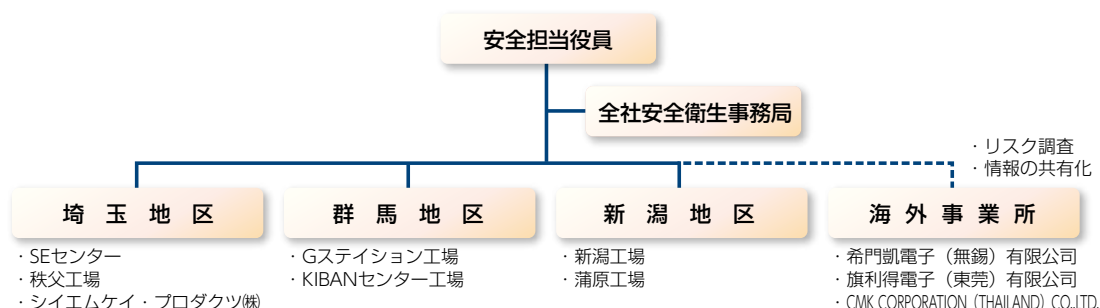 安全担当役員
全社安全衛生事務局
・リスク調査
・情報の共有化
埼玉地区
・SEセンター
・秩父工場
・シイエムケイ・プロダクツ㈱
群馬地区
・Gステイション工場
・KIBANセンター工場
新潟地区
・新潟工場
・蒲原工場
海外事業所
・希門凱電子（無錫）有限公司
・旗利得電子（東莞）有限公司
・CMK CORPORATION (THAILAND) CO.,LTD.